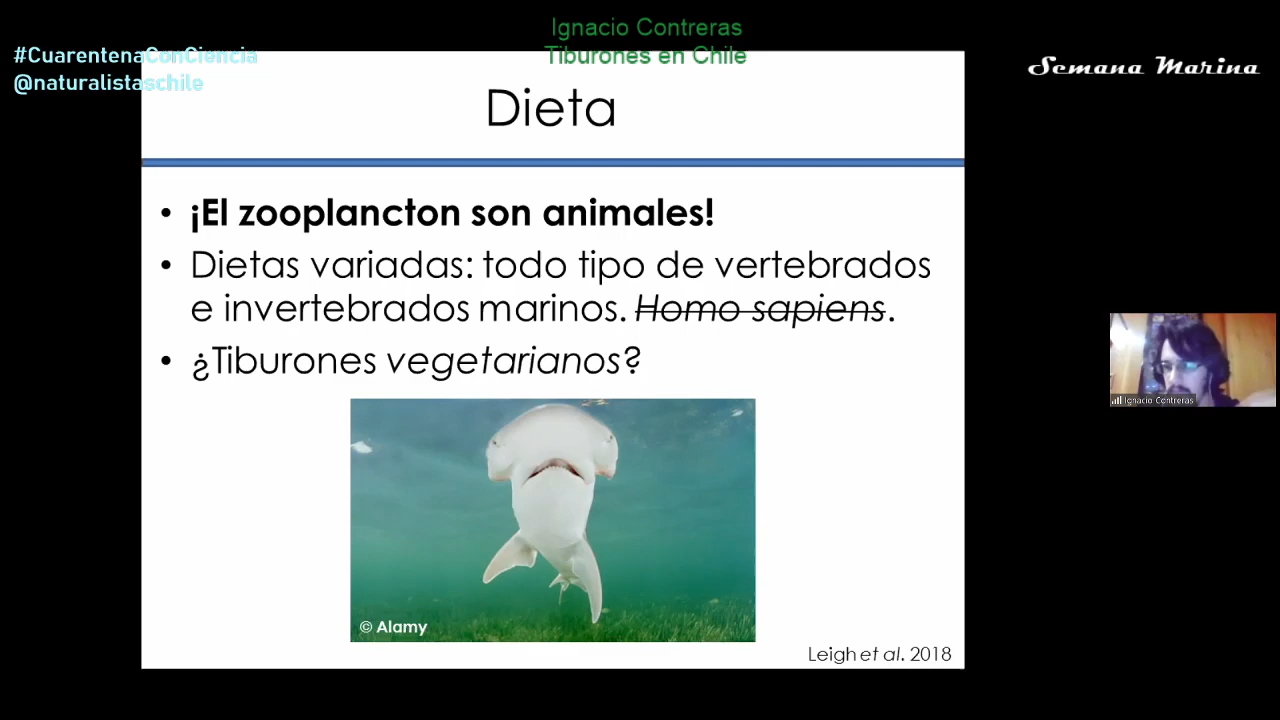 Ignacio Contreras
Tiburones en Chile
#CuarentenaConCiencia
@naturalistaschile
Semana Marina
Dieta
• ¡El zooplancton son animales!
• Dietas variadas: todo tipo de vertebrados
e invertebrados marinos. Homo sapiens.
• ¿Tiburones vegetarianos?
© Alamy
Leigh et al. 2018
Ignacio Contreras